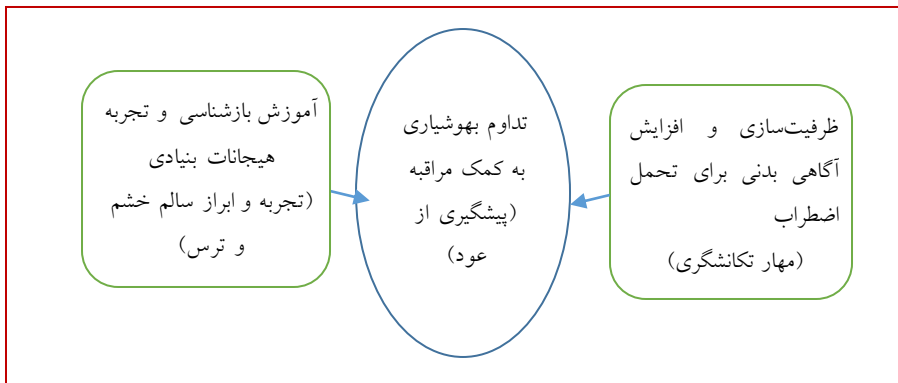 ظرفیت‌سازی و افزایش
آگاهی بدنی برای تحمل
اضطراب
(مهار تکانشگری)
تداوم بهوشیاری
به کمک مراقبه
(پیشگیری از
عود)
آموزش بازشناسی و تجربه
هیجانات بنیادی
(تجربه و ابراز سالم خشم
و ترس)